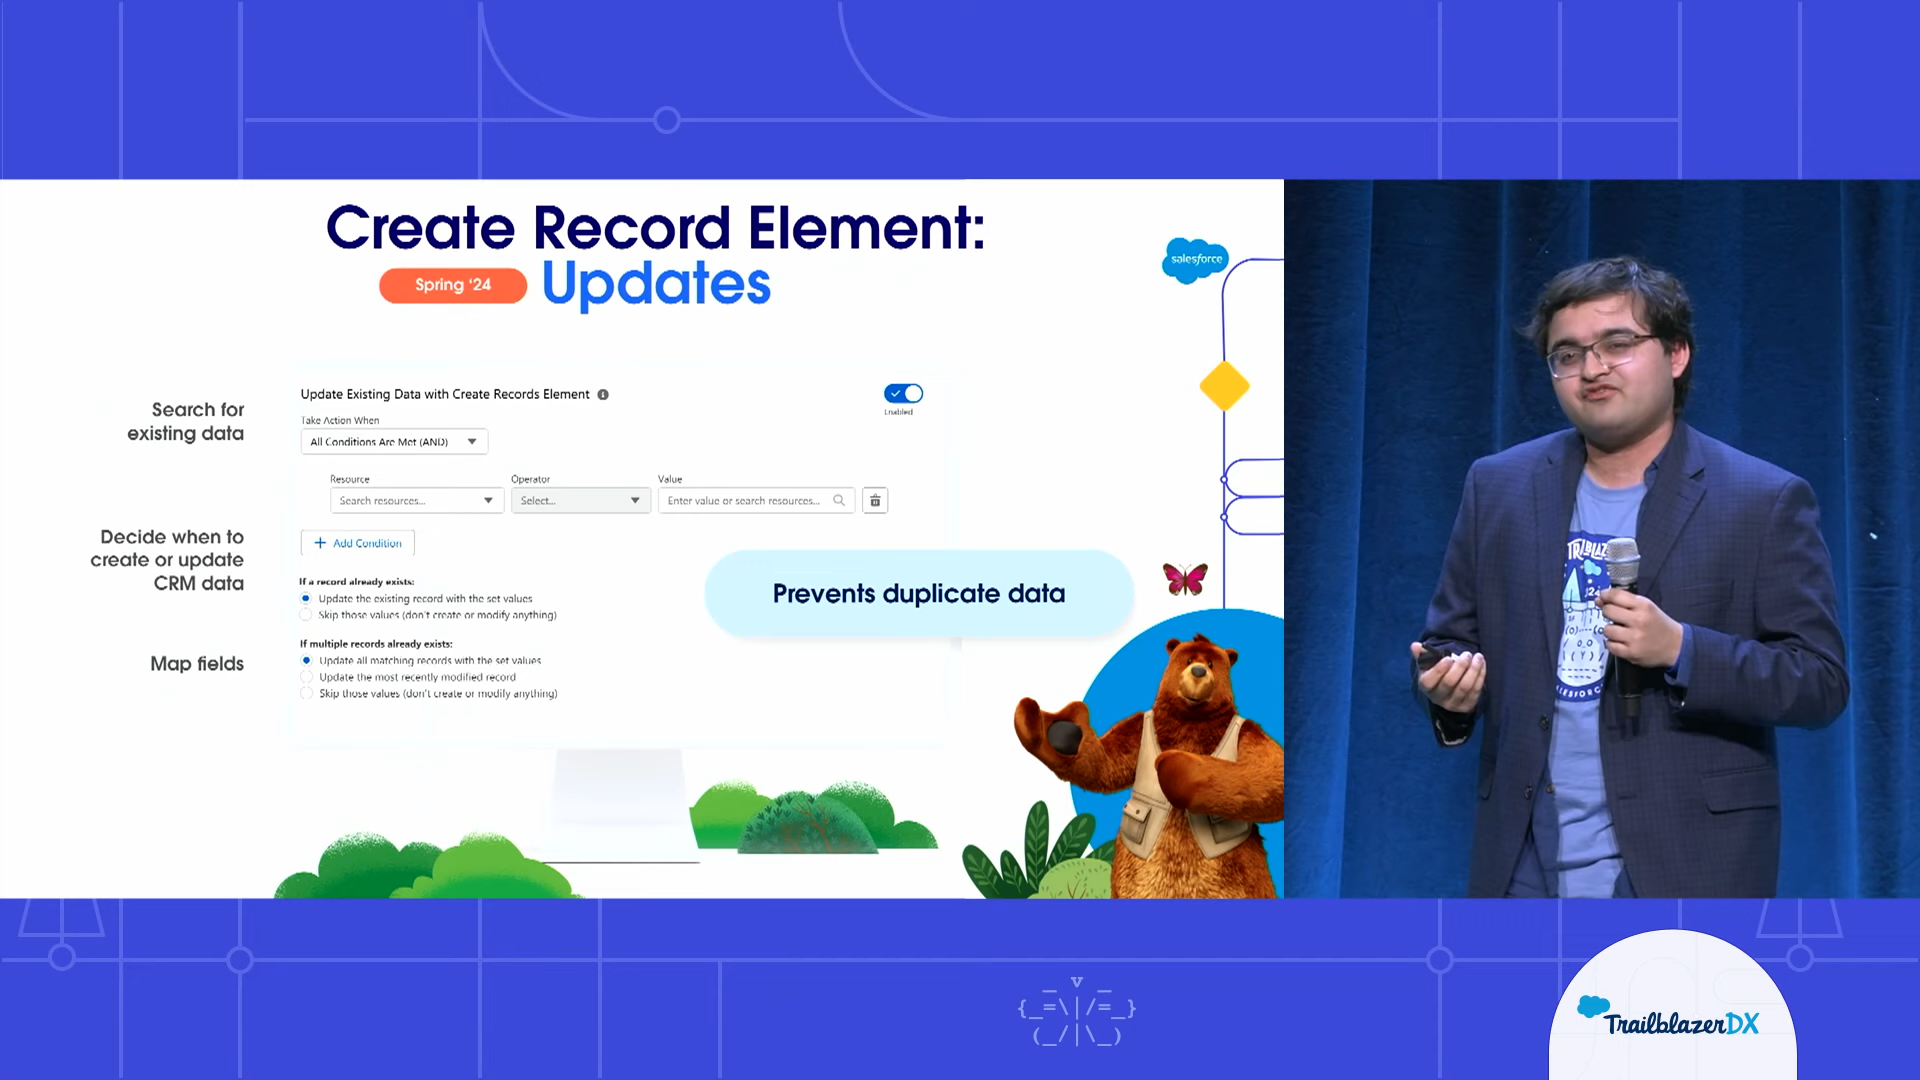 Create Record Element:
Spring '24 Updates
salesforce
Search for
existing data
Decide when to
create or update
CRM data
Map fields
Update Existing Data with Create Records Element
Enabled
Take Action When
All Conditions Are Met (AND)
Resource Operator Value
Search resources... Select... Enter value or search resources...
+ Add Condition
If a record already exists:
Update the existing record with the set values
Skip those values (don't create or modify anything)
If multiple records already exists:
Update all matching records with the set values
Update the most recently modified record
Skip those values (don't create or modify anything)
Prevents duplicate data
TrailblazerDX